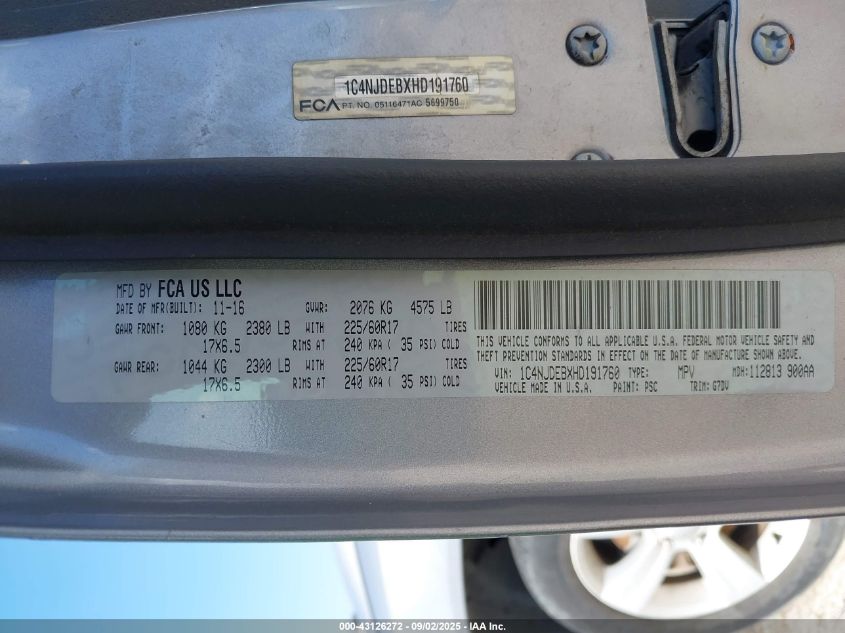 1C4NJDEBXHD191760
FCA PT. NO. 05116471AC 5699750
MFD BY FCA US LLC
DATE OF MFR(BUILT): 11-16 GVWR: 2076 KG 4575 LB
GAWR FRONT: 1080 KG 2380 LB WITH 225/60R17 TIRES
17X6.5 RIMS AT 240 KPA ( 35 PSI) COLD
GAWR REAR: 1044 KG 2300 LB WITH 225/60R17 TIRES
17X6.5 RIMS AT 240 KPA ( 35 PSI) COLD
THIS VEHICLE CONFORMS TO ALL APPLICABLE U.S.A. FEDERAL MOTOR VEHICLE SAFETY AND
THEFT PREVENTION STANDARDS IN EFFECT ON THE DATE OF MANUFACTURE SHOWN ABOVE.
VIN: 1C4NJDEBXHD191760 TYPE: MPV MDH:112813 900AA
VEHICLE MADE IN U.S.A. PAINT: PSC TRIM: G7DV
000-43126272 - 09/02/2025 - IAA Inc.